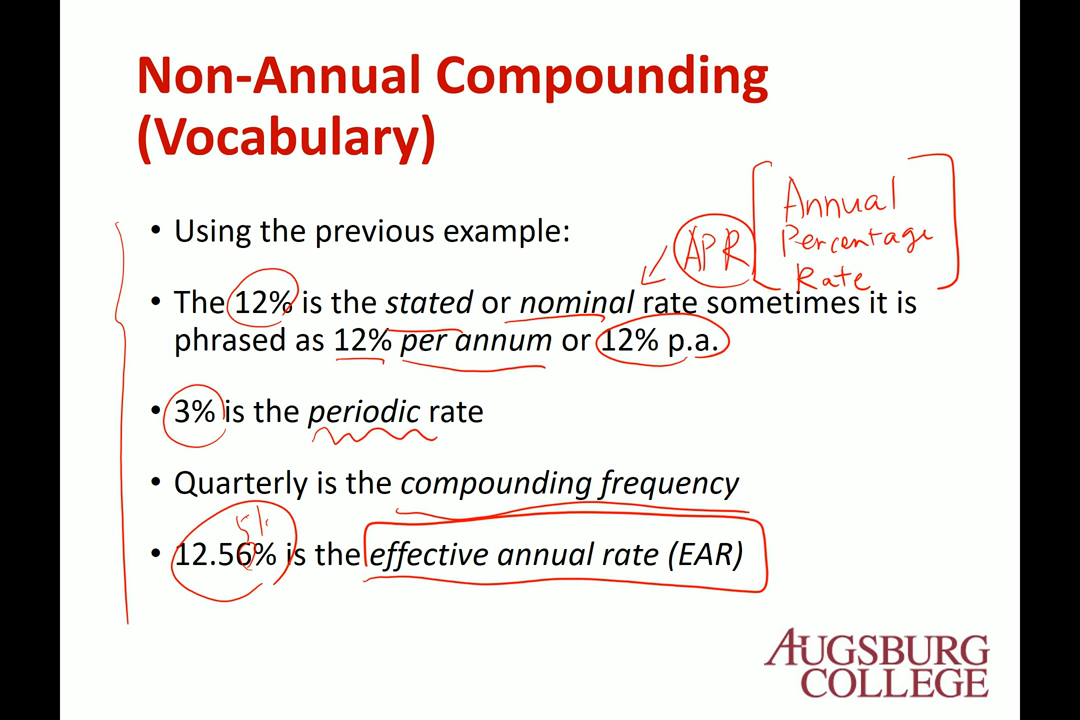 Non-Annual Compounding
(Vocabulary)
Annual
Percentage
Rate
APR
• Using the previous example:
• The 12% is the stated or nominal rate sometimes it is
phrased as 12% per annum or 12% p.a.
• 3% is the periodic rate
• Quarterly is the compounding frequency
5%
• 12.56% is the effective annual rate (EAR)
AUGSBURG
COLLEGE